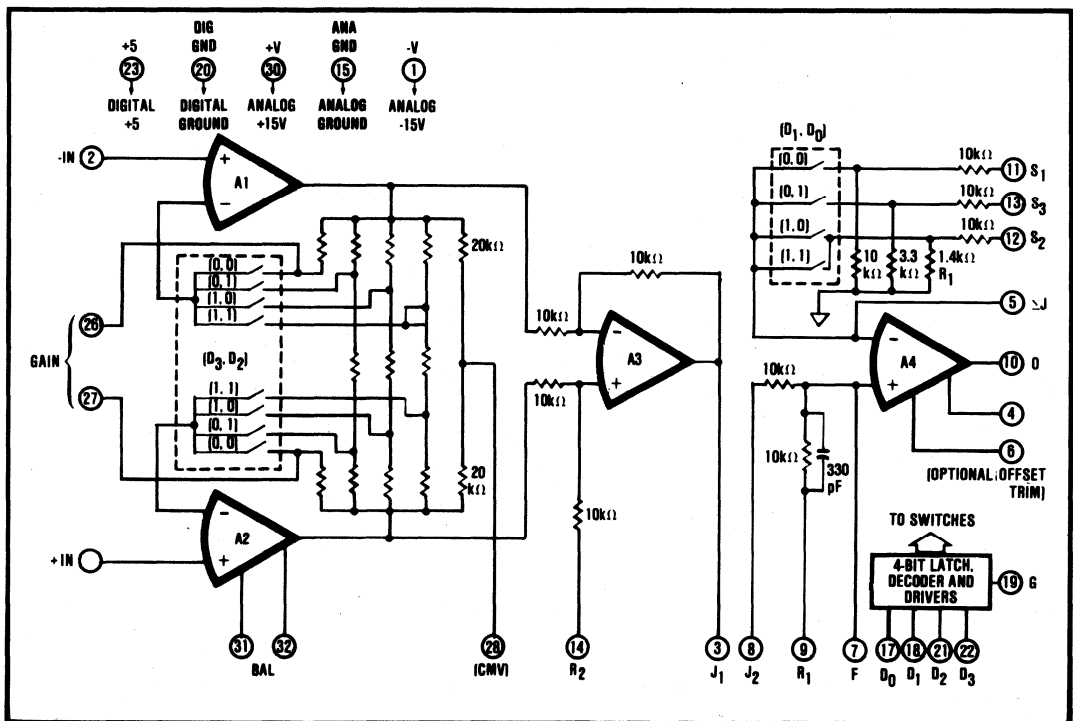 +5
23
DIGITAL
+5
DIG
GND
20
DIGITAL
GROUND
+V
30
ANALOG
+15V
ANA
GND
15
ANALOG
GROUND
-V
1
ANALOG
-15V
-IN 2
+
A1
−
20kΩ
(0, 0)
(0, 1)
(1, 0)
(1, 1)
26
GAIN
(D3, D2)
27
(1, 1)
(1, 0)
(0, 1)
(0, 0)
20
kΩ
−
A2
+
+IN
31
32
BAL
28
(CMV)
10kΩ
10kΩ
−
A3
+
10kΩ
10kΩ
14
R2
3
J1
(D1, D0)
(0, 0)
(0, 1)
(1, 0)
(1, 1)
10kΩ
11 S1
10kΩ
13 S3
10kΩ
12 S2
10
kΩ
3.3
kΩ
1.4kΩ
R1
5 ΣJ
−
A4
+
10 0
4
6
(OPTIONAL OFFSET
TRIM)
10kΩ
10kΩ
330
pF
8
J2
9
R1
7
F
TO SWITCHES
4-BIT LATCH,
DECODER AND
DRIVERS
19 G
17
D0
18
D1
21
D2
22
D3